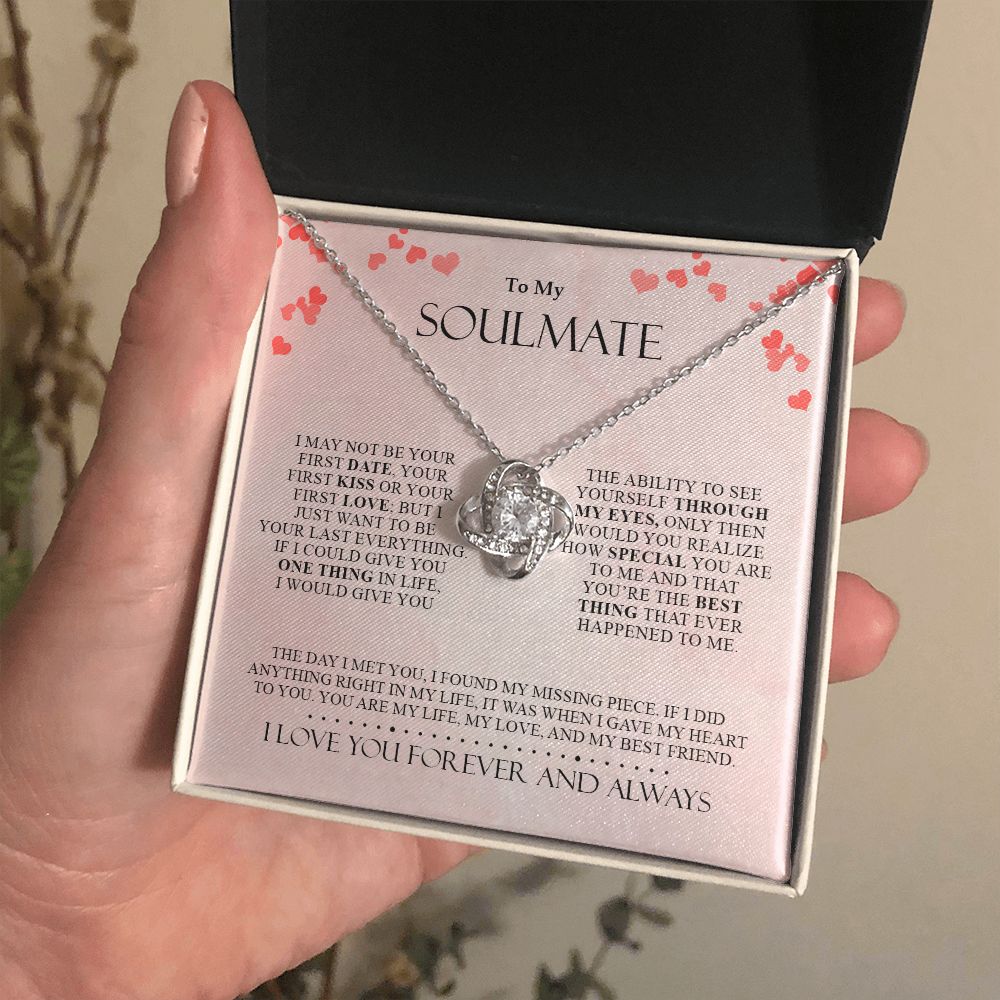 To My
SOULMATE
I MAY NOT BE YOUR
FIRST DATE, YOUR
FIRST KISS OR YOUR
FIRST LOVE; BUT I
JUST WANT TO BE
YOUR LAST EVERYTHING
IF I COULD GIVE YOU
ONE THING IN LIFE,
I WOULD GIVE YOU
THE ABILITY TO SEE
YOURSELF THROUGH
MY EYES, ONLY THEN
WOULD YOU REALIZE
HOW SPECIAL YOU ARE
TO ME AND THAT
YOU'RE THE BEST
THING THAT EVER
HAPPENED TO ME.
THE DAY I MET YOU, I FOUND MY MISSING PIECE. IF I DID
ANYTHING RIGHT IN MY LIFE, IT WAS WHEN I GAVE MY HEART
TO YOU. YOU ARE MY LIFE, MY LOVE, AND MY BEST FRIEND.
I LOVE YOU FOREVER AND ALWAYS